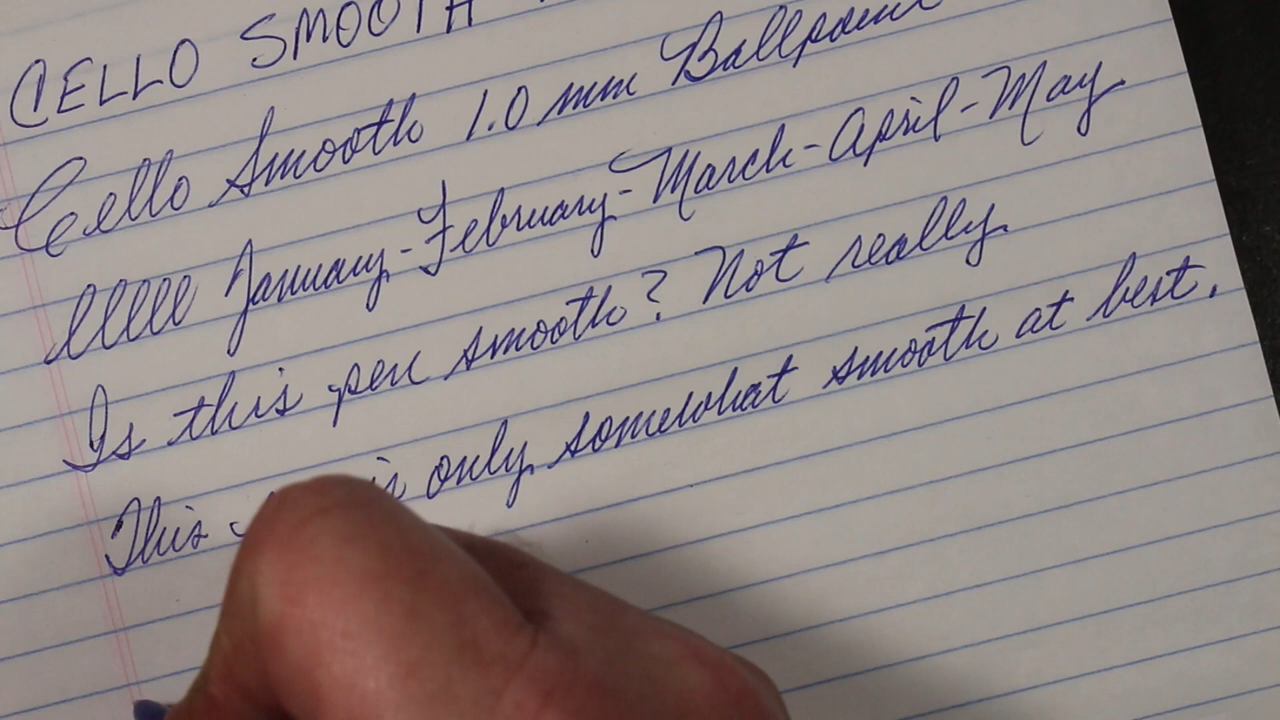 CELLO SMOOTH
Cello Smooth 1.0 mm Ballpoint
lllll January-February-March-April-May
Is this pen smooth? Not really.
This is only somewhat smooth at best.